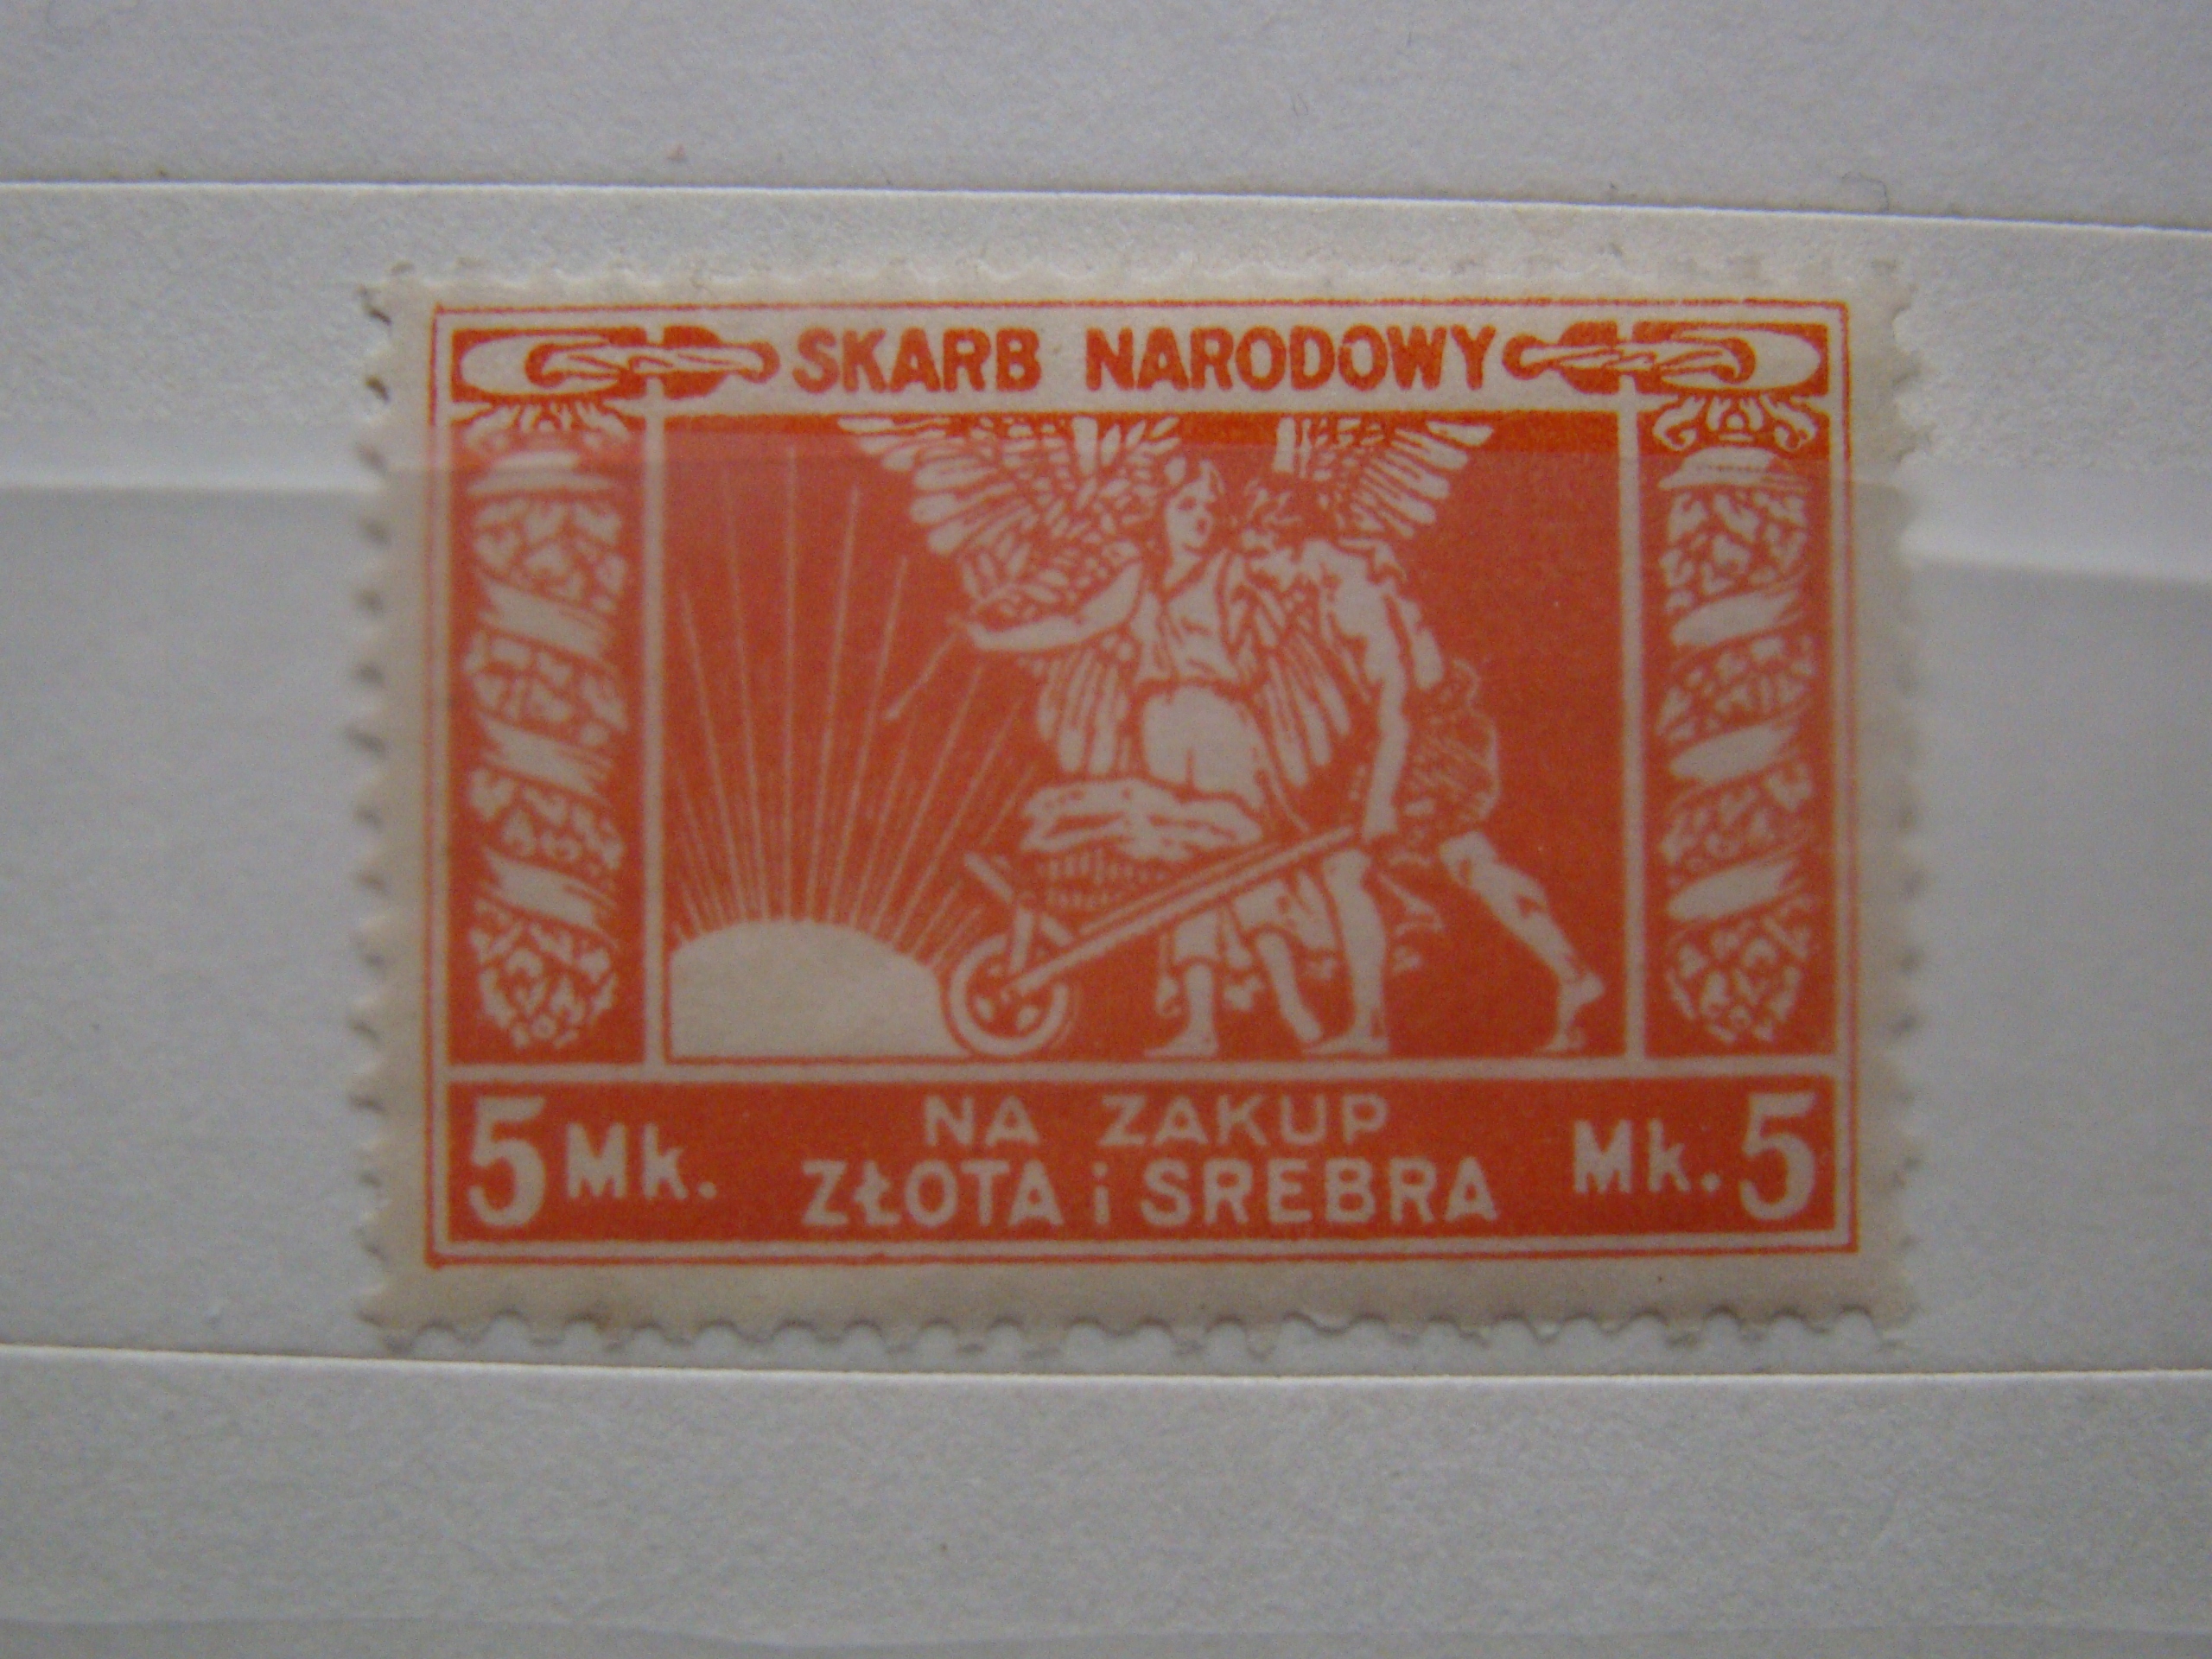 SKARB NARODOWY
5 Mk. NA ZAKUP Mk. 5
ZŁOTA i SREBRA